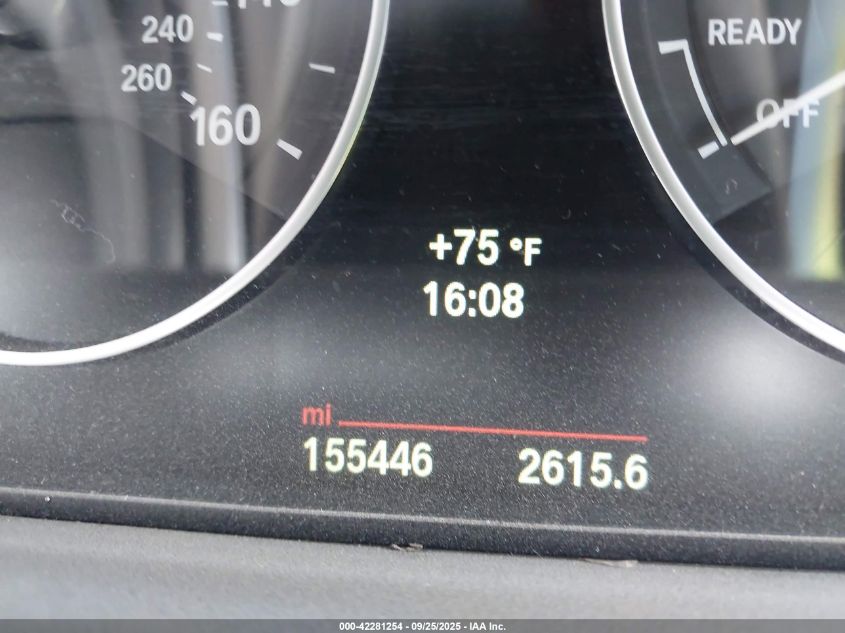 240
260
160
READY
OFF
+75 °F
16:08
mi
155446 2615.6
000-42281254 - 09/25/2025 - IAA Inc.